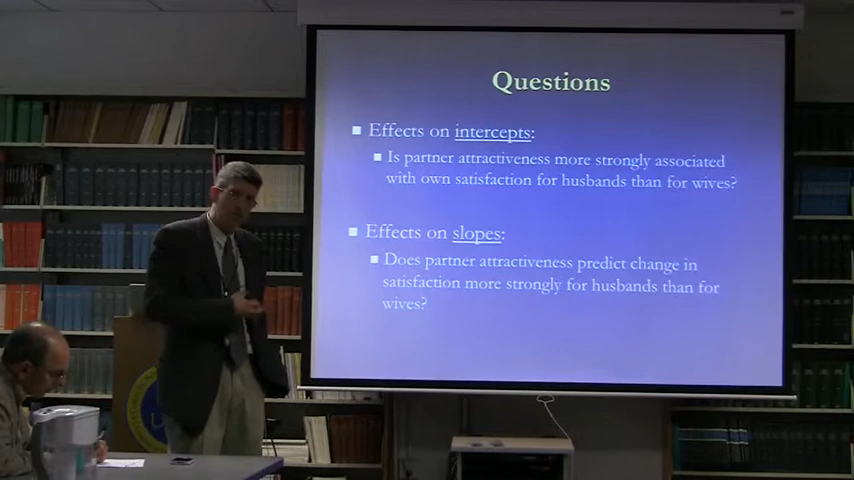 Questions
Effects on intercepts:
Is partner attractiveness more strongly associated
with own satisfaction for husbands than for wives?
Effects on slopes:
Does partner attractiveness predict change in
satisfaction more strongly for husbands than for
wives?